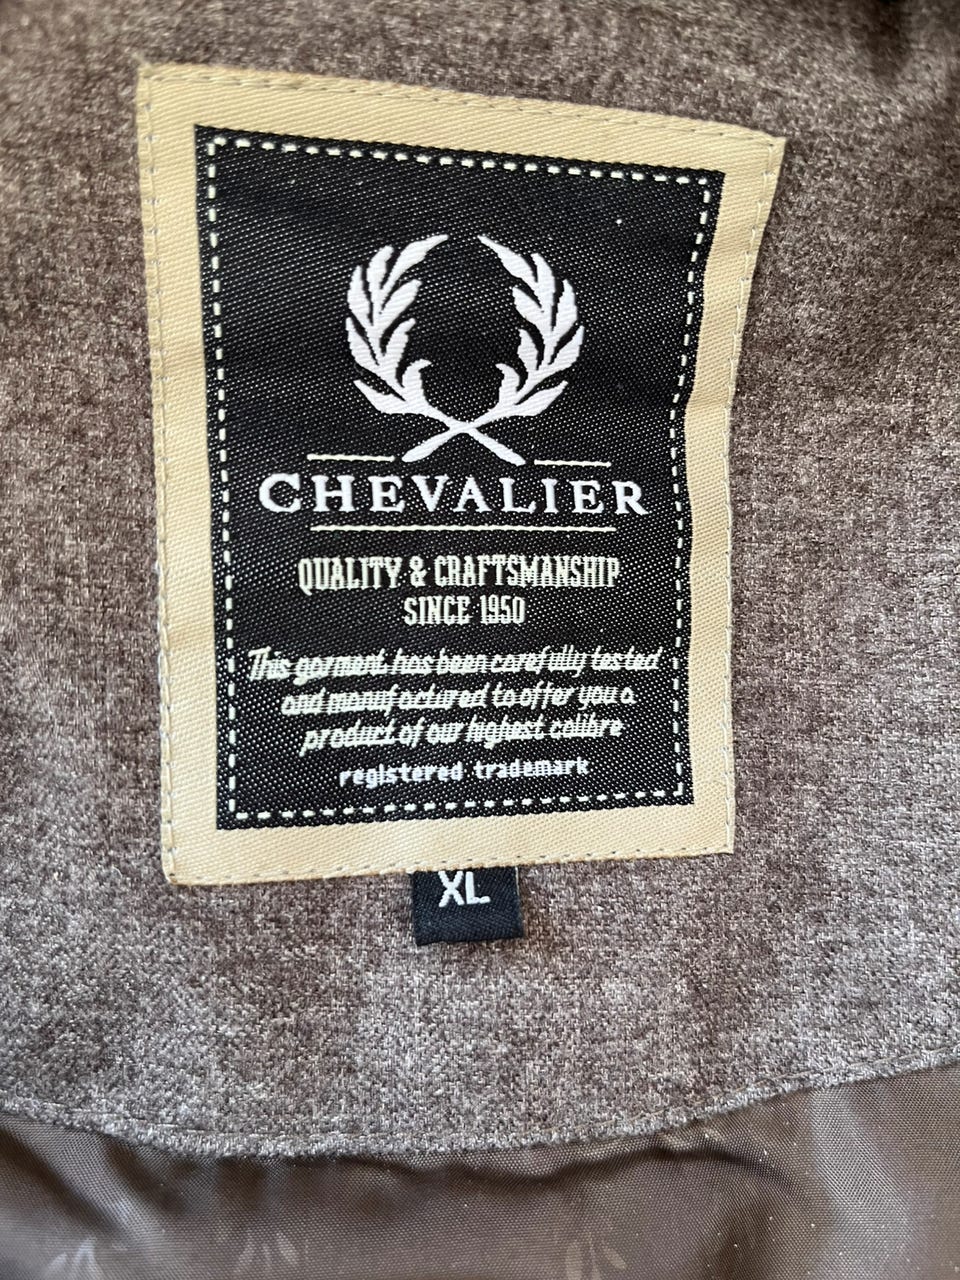 CHEVALIER
QUALITY & CRAFTSMANSHIP
SINCE 1950
This garment has been carefully tested
and manufactured to offer you a
product of our highest calibre
registered trademark
XL